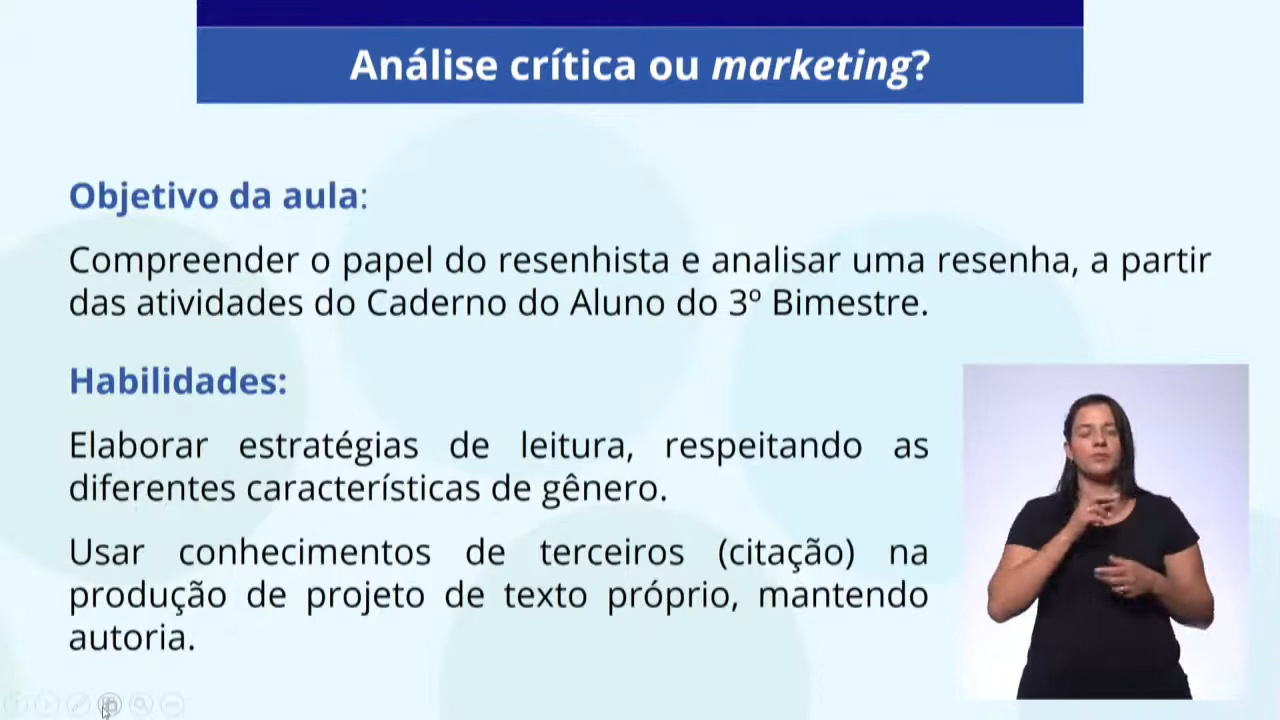 Análise crítica ou marketing?
Objetivo da aula:
Compreender o papel do resenhista e analisar uma resenha, a partir
das atividades do Caderno do Aluno do 3º Bimestre.
Habilidades:
Elaborar estratégias de leitura, respeitando as
diferentes características de gênero.
Usar conhecimentos de terceiros (citação) na
produção de projeto de texto próprio, mantendo
autoria.